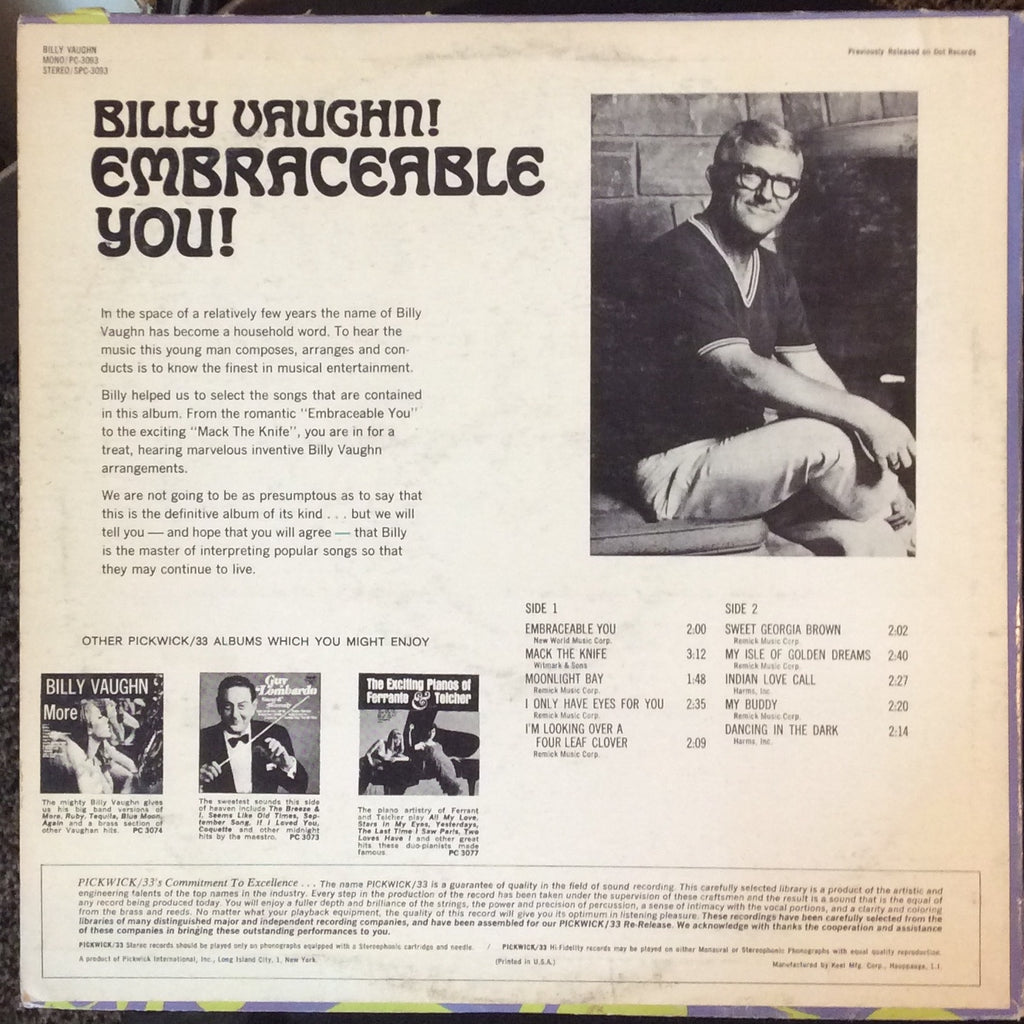 BILLY VAUGHN
MONO/PC-3093
STEREO/SPC-3093
Previously Released on Dot Records
BILLY VAUGHN!
EMBRACEABLE
YOU!
In the space of a relatively few years the name of Billy
Vaughn has become a household word. To hear the
music this young man composes, arranges and con-
ducts is to know the finest in musical entertainment.
Billy helped us to select the songs that are contained
in this album. From the romantic "Embraceable You"
to the exciting "Mack The Knife", you are in for a
treat, hearing marvelous inventive Billy Vaughn
arrangements.
We are not going to be as presumptous as to say that
this is the definitive album of its kind . . . but we will
tell you — and hope that you will agree — that Billy
is the master of interpreting popular songs so that
they may continue to live.
SIDE 1
EMBRACEABLE YOU 2:00
New World Music Corp.
MACK THE KNIFE 3:12
Witmark & Sons
MOONLIGHT BAY 1:48
Remick Music Corp.
I ONLY HAVE EYES FOR YOU 2:35
Remick Music Corp.
I'M LOOKING OVER A
FOUR LEAF CLOVER 2:09
Remick Music Corp.
SIDE 2
SWEET GEORGIA BROWN 2:02
Remick Music Corp.
MY ISLE OF GOLDEN DREAMS 2:40
Remick Music Corp.
INDIAN LOVE CALL 2:27
Harms, Inc.
MY BUDDY 2:20
Remick Music Corp.
DANCING IN THE DARK 2:14
Harms, Inc.
OTHER PICKWICK/33 ALBUMS WHICH YOU MIGHT ENJOY
BILLY VAUGHN
More
The mighty Billy Vaughn gives
us his big band versions of
More, Ruby, Tequila, Blue Moon,
Again and a brass section of
other Vaughan hits. PC 3074
Guy
Lombardo
The sweetest sounds this side
of heaven include The Breeze &
I, Seems Like Old Times, Sep-
tember Song, If I Loved You,
Coquette and other midnight
hits by the maestro. PC 3073
The Exciting Pianos of
Ferrante & Teicher
The piano artistry of Ferrant
and Teicher play All My Love,
Stars in My Eyes, Yesterdays,
The Last Time I Saw Paris, Two
Loves Have I and other great
hits these duo-pianists made
famous. PC 3077
PICKWICK/33's Commitment To Excellence . . . The name PICKWICK/33 is a guarantee of quality in the field of sound recording. This carefully selected library is a product of the artistic and
engineering talents of the top names in the industry. Every step in the production of the record has been taken under the supervision of these craftsmen and the result is a sound that is the equal of
any record being produced today. You will enjoy a fuller depth and brilliance of the strings, the power and precision of percussion, a sense of intimacy with the vocal portions, and a clarity and coloring
from the brass and reeds. No matter what your playback equipment, the quality of this record will give you its optimum in listening pleasure. These recordings have been carefully selected from the
libraries of many distinguished major and independent recording companies, and have been assembled for our PICKWICK/33 Re-Release. We acknowledge with thanks the cooperation and assistance
of these companies in bringing these outstanding performances to you.
PICKWICK/33 Stereo records should be played only on phonographs equipped with a Stereophonic cartridge and needle. / PICKWICK/33 Hi-Fidelity records may be played on either Monaural or Stereophonic Phonographs with equal quality reproduction.
A product of Pickwick International, Inc., Long Island City, 1, New York. (Printed in U.S.A.) Manufactured by Keel Mfg. Corp., Hauppauge, L.I.